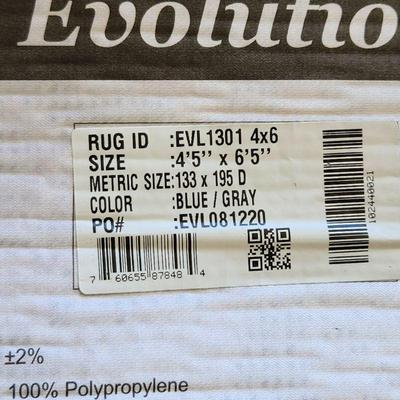 Evolutio
RUG ID :EVL1301 4x6
SIZE :4'5'' x 6'5''
METRIC SIZE:133 x 195 D
COLOR :BLUE / GRAY
PO# :EVL081220
7 60655 87848 4
102440021
±2%
100% Polypropylene